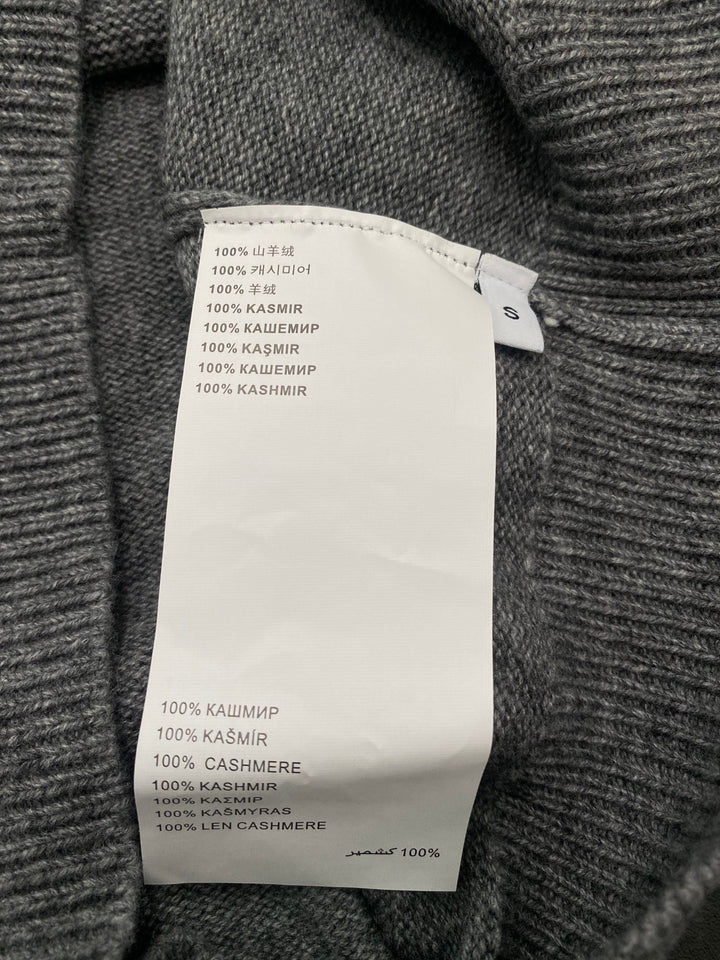 100% 山羊绒
100% 캐시미어
100% 羊绒
100% KASMIR
100% КАШЕМИР
100% KAŞMIR
100% КАШЕМИР
100% KASHMIR
S
100% КАШМИР
100% KAŠMÍR
100% CASHMERE
100% KASHMIR
100% ΚΑΣΜΙΡ
100% KAŠMYRAS
100% LEN CASHMERE
100% كشمير